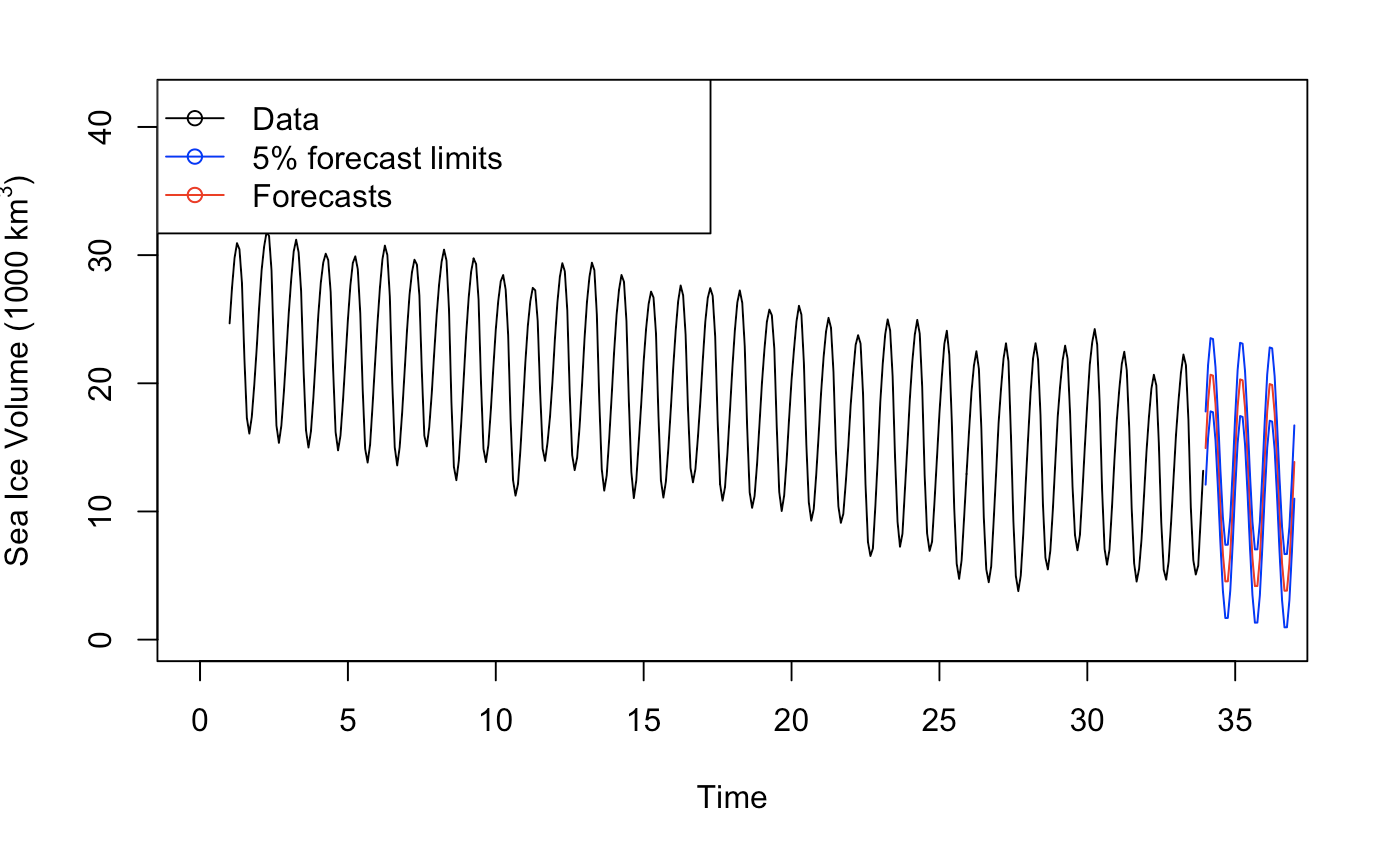 Data
5% forecast limits
Forecasts
Sea Ice Volume (1000 km³)
40
30
20
10
0
0 5 10 15 20 25 30 35
Time